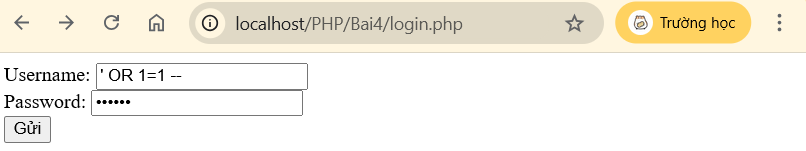 localhost/PHP/Bai4/login.php
Trường học
Username: ' OR 1=1 --
Password: ••••••
Gửi